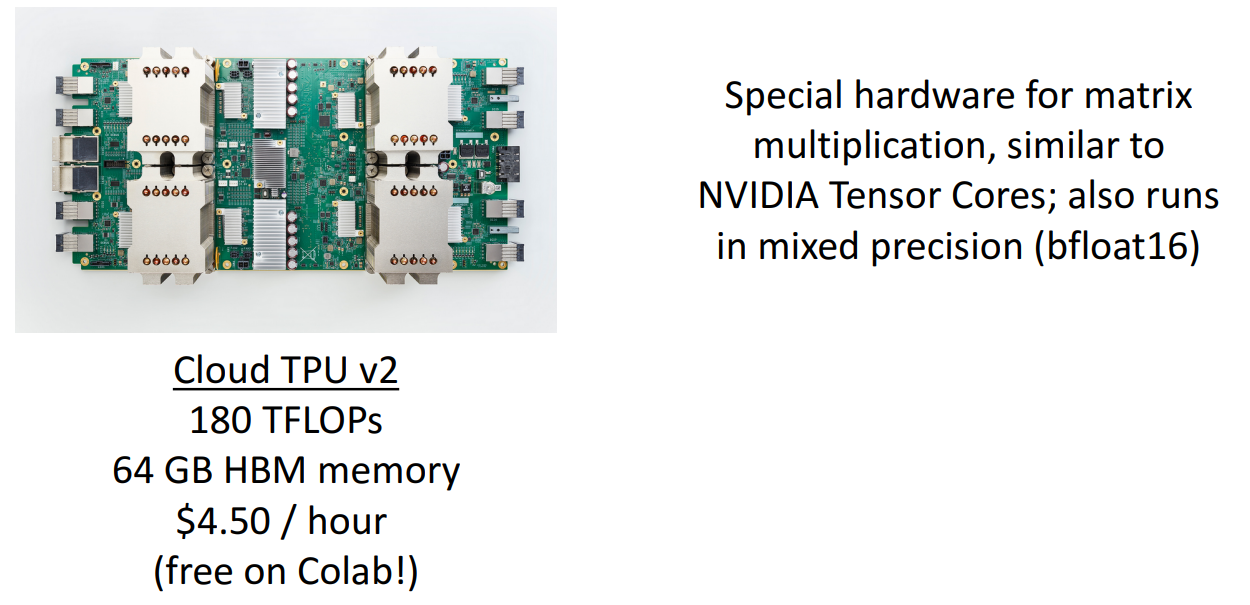 Special hardware for matrix
multiplication, similar to
NVIDIA Tensor Cores; also runs
in mixed precision (bfloat16)
Cloud TPU v2
180 TFLOPs
64 GB HBM memory
$4.50 / hour
(free on Colab!)